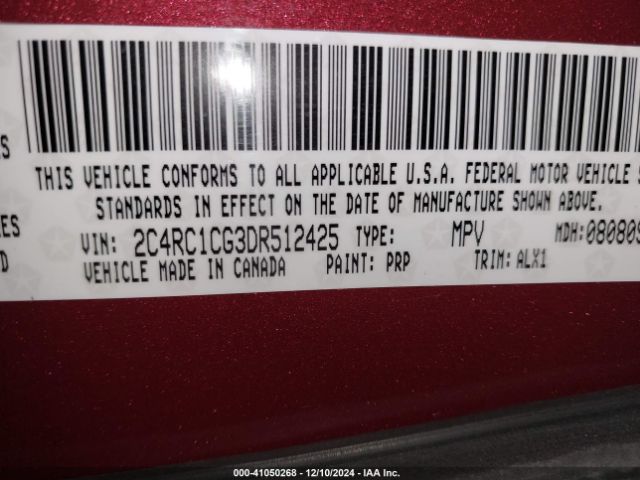 THIS VEHICLE CONFORMS TO ALL APPLICABLE U.S.A. FEDERAL MOTOR VEHICLE
STANDARDS IN EFFECT ON THE DATE OF MANUFACTURE SHOWN ABOVE.
VIN: 2C4RC1CG3DR512425 TYPE: MPV MDH:080809
VEHICLE MADE IN CANADA PAINT: PRP TRIM: ALX1
000-41050268 - 12/10/2024 - IAA Inc.